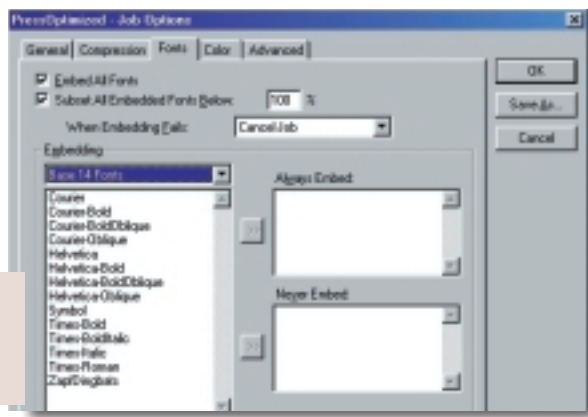 PressOptimized - Job Options
General Compression Fonts Color Advanced
Embed All Fonts
Subset All Embedded Fonts Below: 100 %
When Embedding Fails: Cancel Job
OK
Save As...
Cancel
Embedding
Base 14 Fonts
Courier
Courier-Bold
Courier-BoldOblique
Courier-Oblique
Helvetica
Helvetica-Bold
Helvetica-BoldOblique
Helvetica-Oblique
Symbol
Times-Bold
Times-BoldItalic
Times-Italic
Times-Roman
ZapfDingbats
Always Embed:
>>
Never Embed:
>>